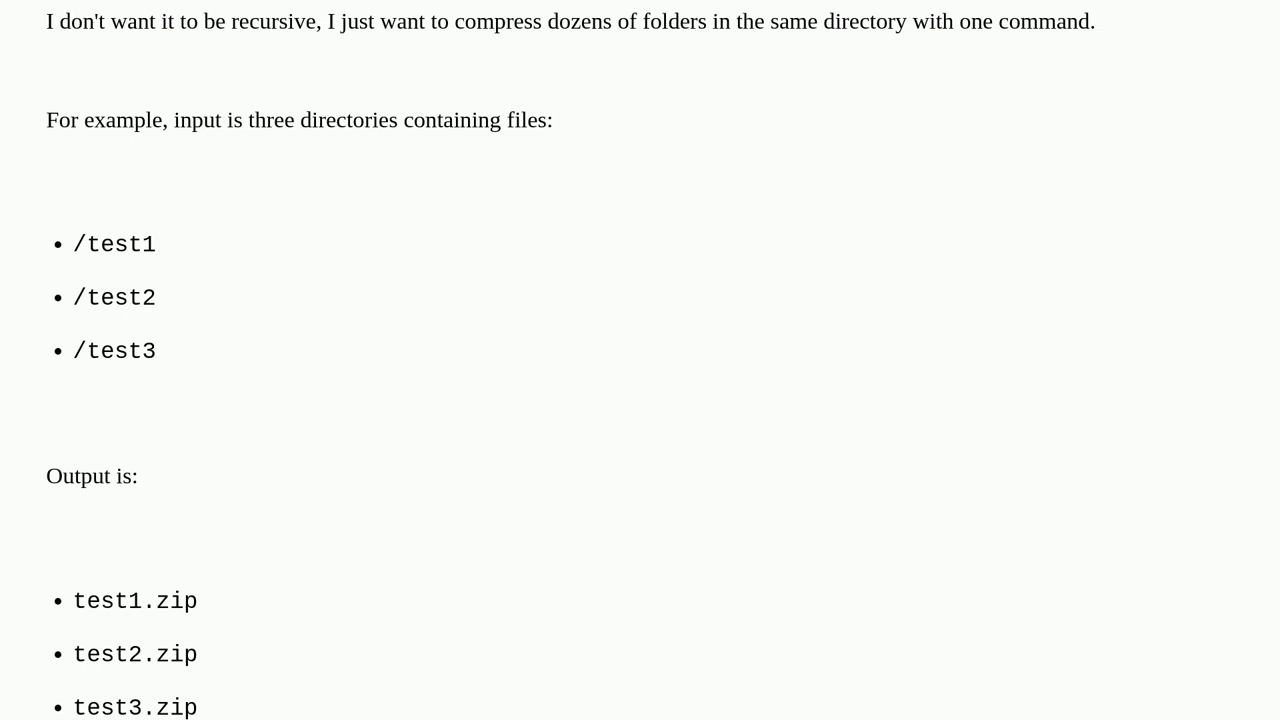 I don't want it to be recursive, I just want to compress dozens of folders in the same directory with one command.
For example, input is three directories containing files:
• /test1
• /test2
• /test3
Output is:
• test1.zip
• test2.zip
• test3.zip